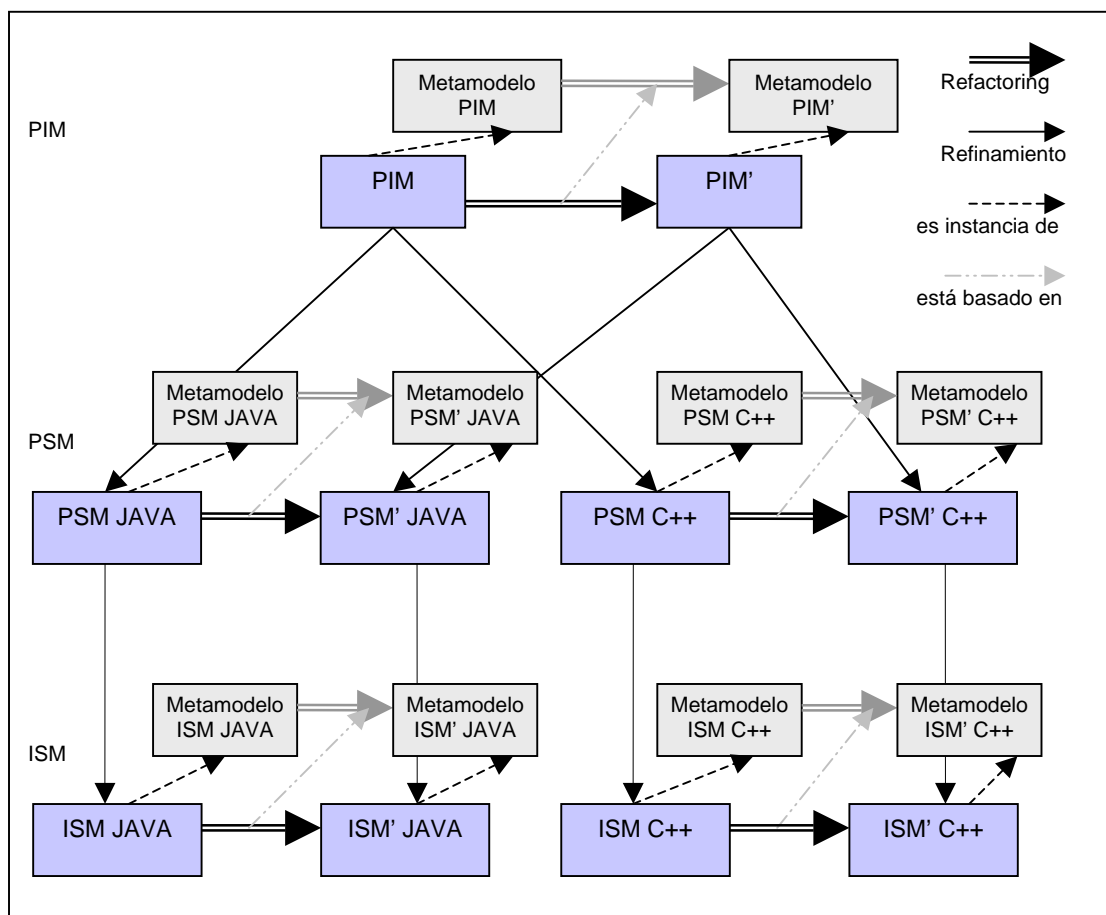 Metamodelo
PIM
Metamodelo
PIM’
Refactoring
PIM
Refinamiento
PIM
PIM’
es instancia de
está basado en
Metamodelo
PSM JAVA
Metamodelo
PSM’ JAVA
Metamodelo
PSM C++
Metamodelo
PSM’ C++
PSM
PSM JAVA
PSM’ JAVA
PSM C++
PSM’ C++
Metamodelo
ISM JAVA
Metamodelo
ISM’ JAVA
Metamodelo
ISM C++
Metamodelo
ISM’ C++
ISM
ISM JAVA
ISM’ JAVA
ISM C++
ISM’ C++